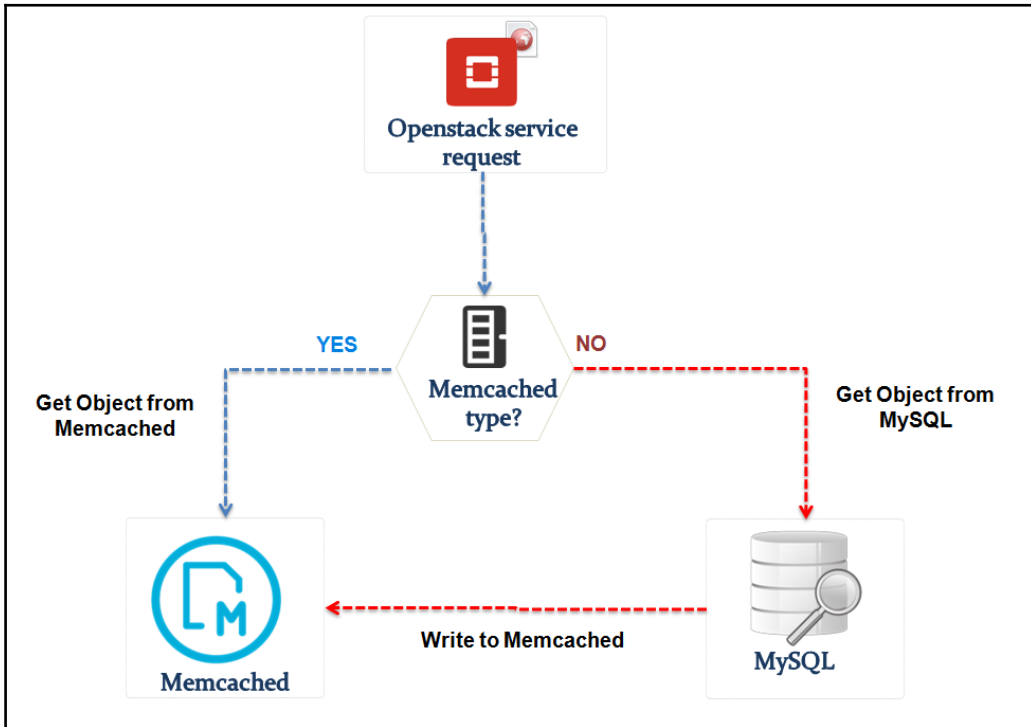 Openstack service
request
YES
NO
Memcached
type?
Get Object from
Memcached
Get Object from
MySQL
M
Write to Memcached
Memcached
MySQL